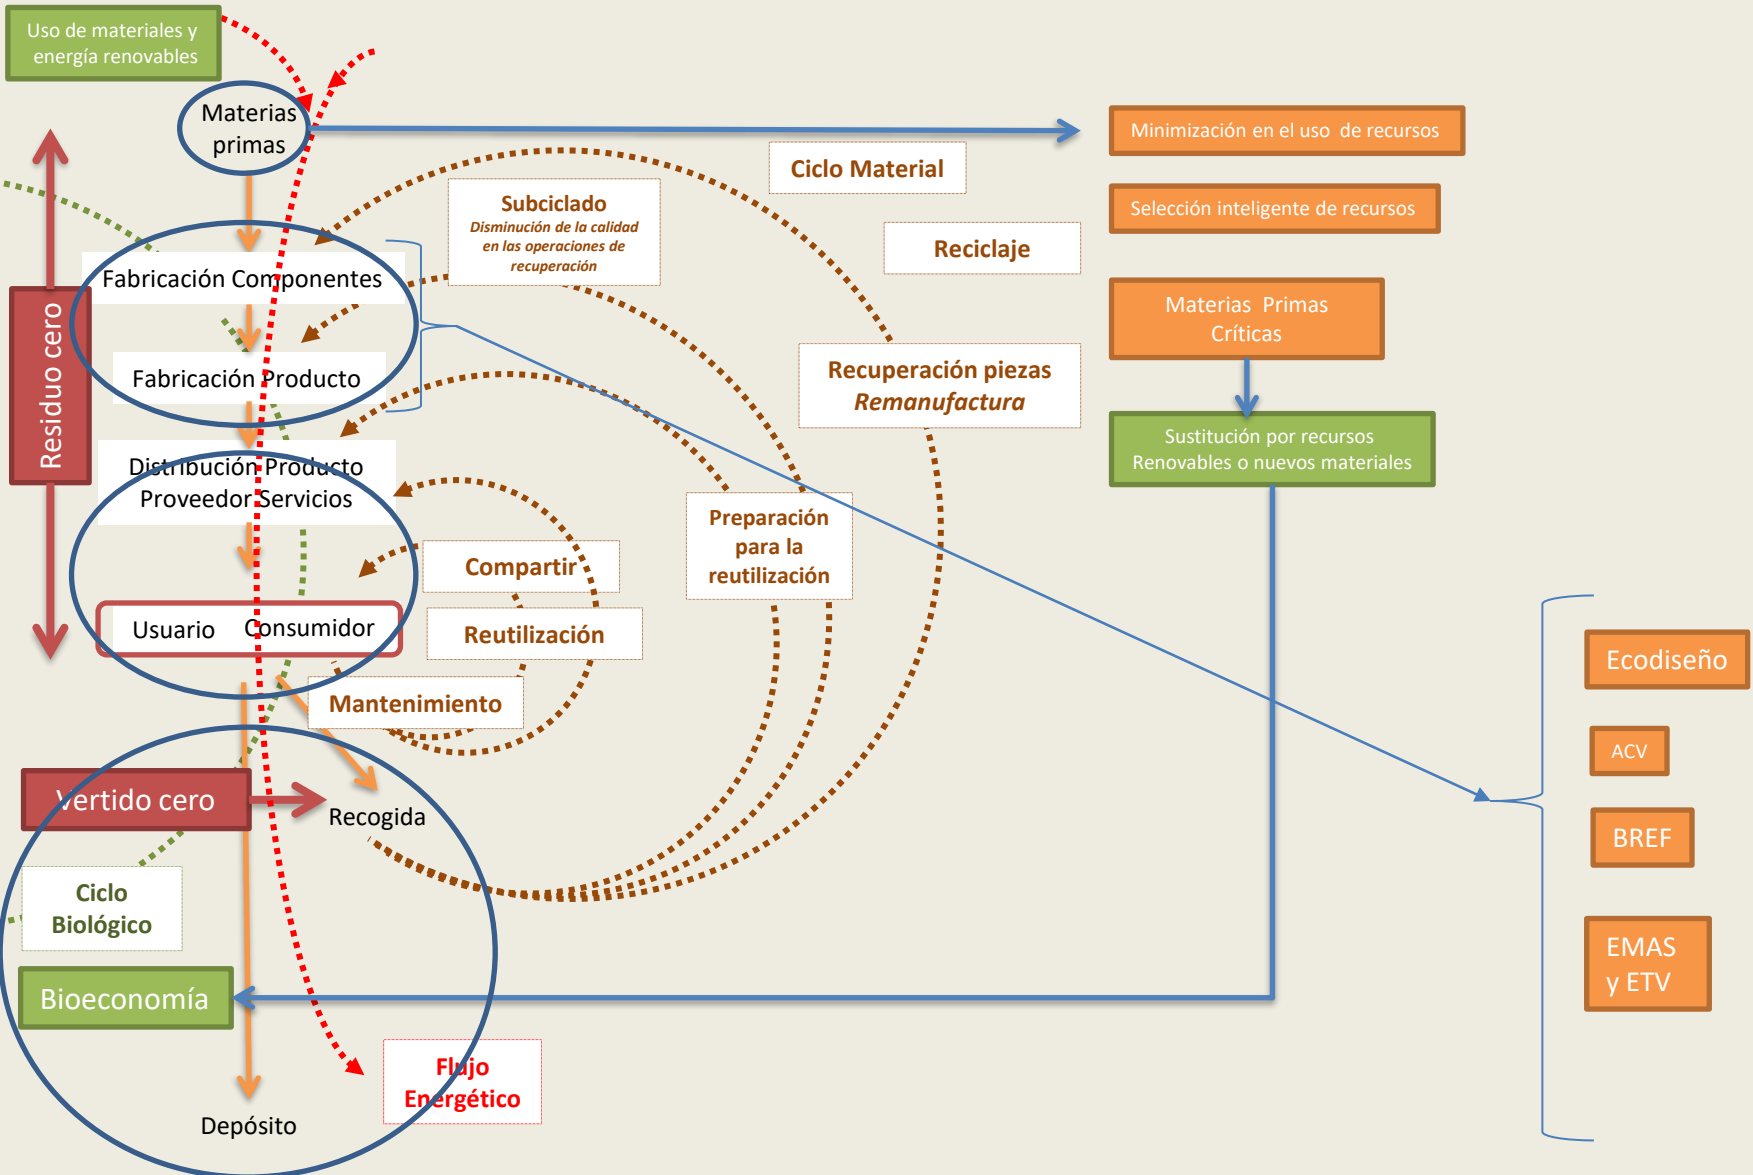 Uso de materiales y
energía renovables
Materias
primas
Minimización en el uso de recursos
Ciclo Material
Subciclado
Disminución de la calidad
en las operaciones de
recuperación
Selección inteligente de recursos
Reciclaje
Fabricación Componentes
Materias Primas
Críticas
Residuo cero
Fabricación Producto
Recuperación piezas
Remanufactura
Sustitución por recursos
Renovables o nuevos materiales
Distribución Producto
Proveedor Servicios
Preparación
para la
reutilización
Compartir
Usuario
Consumidor
Reutilización
Ecodiseño
Mantenimiento
ACV
Vertido cero
Recogida
BREF
Ciclo
Biológico
EMAS
y ETV
Bioeconomía
Flujo
Energético
Depósito